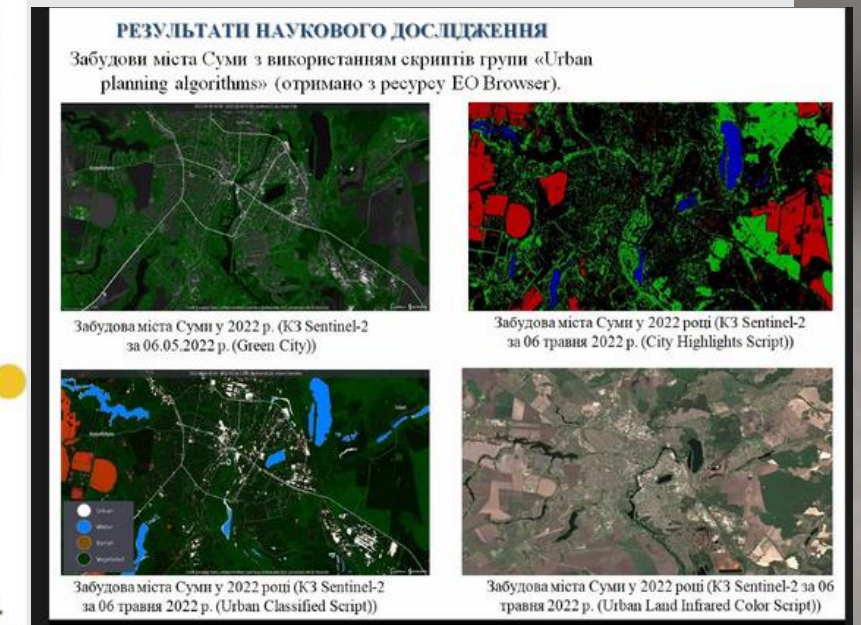 РЕЗУЛЬТАТИ НАУКОВОГО ДОСЛІДЖЕННЯ
Забудови міста Суми з використанням скриптів групи «Urban
planning algorithms» (отримано з ресурсу EO Browser).
Забудова міста Суми у 2022 р. (КЗ Sentinel-2
за 06.05.2022 р. (Green City))
Забудова міста Суми у 2022 році (КЗ Sentinel-2
за 06 травня 2022 р. (City Highlights Script))
Urban
Water
Barren
Vegetated
Забудова міста Суми у 2022 році (КЗ Sentinel-2
за 06 травня 2022 р. (Urban Classified Script))
Забудова міста Суми у 2022 році (КЗ Sentinel-2 за 06
травня 2022 р. (Urban Land Infrared Color Script))